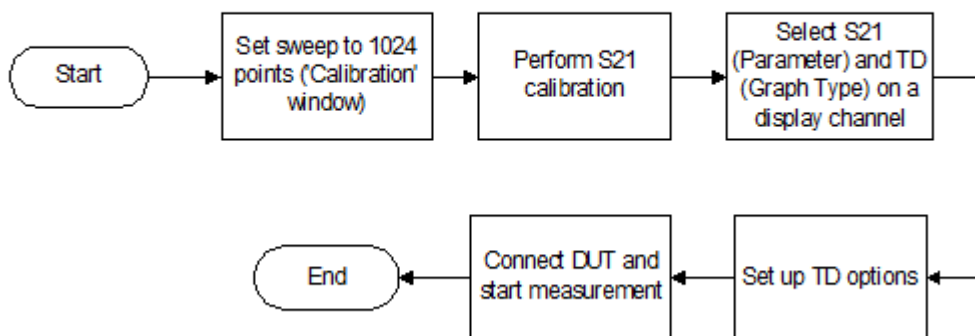 Start
Set sweep to 1024
points ('Calibration'
window)
Perform S21
calibration
Select S21
(Parameter) and TD
(Graph Type) on a
display channel
End
Connect DUT and
start measurement
Set up TD options